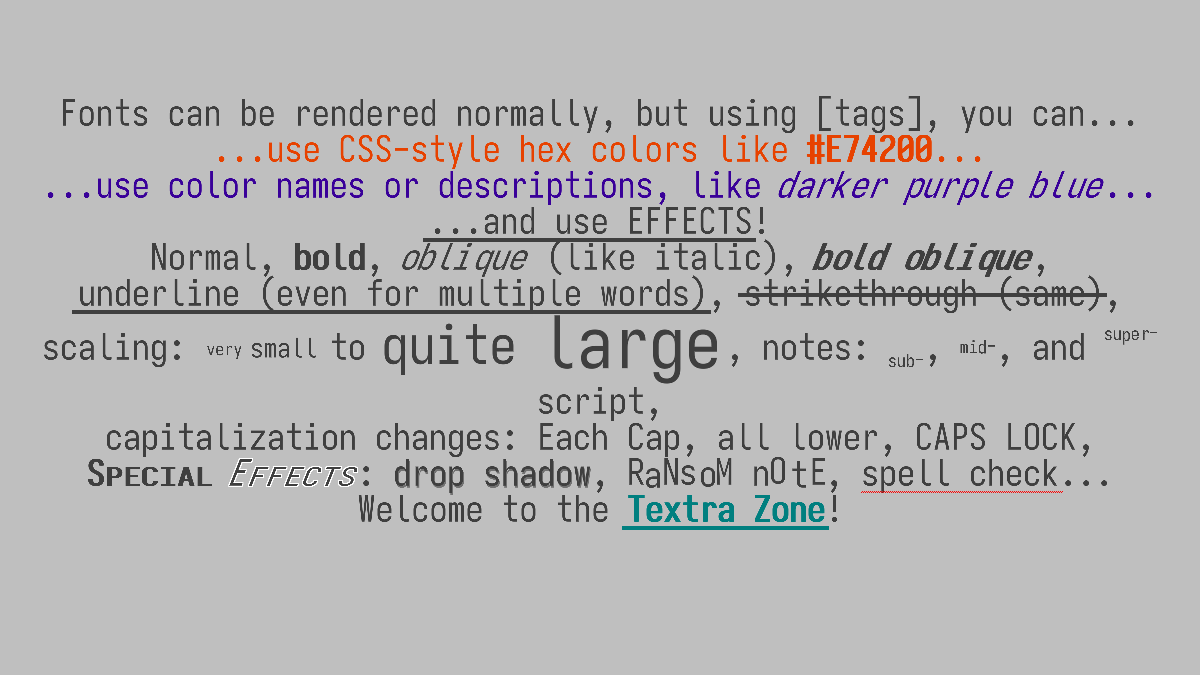 Fonts can be rendered normally, but using [tags], you can...
...use CSS-style hex colors like #E74200...
...use color names or descriptions, like darker purple blue...
...and use EFFECTS!
Normal, bold, oblique (like italic), bold oblique,
underline (even for multiple words), strikethrough (same),
scaling: very small to quite large, notes: sub-, mid-, and super-
script,
capitalization changes: Each Cap, all lower, CAPS LOCK,
Special Effects: drop shadow, RaNsoM nOtE, spell check...
Welcome to the Textra Zone!